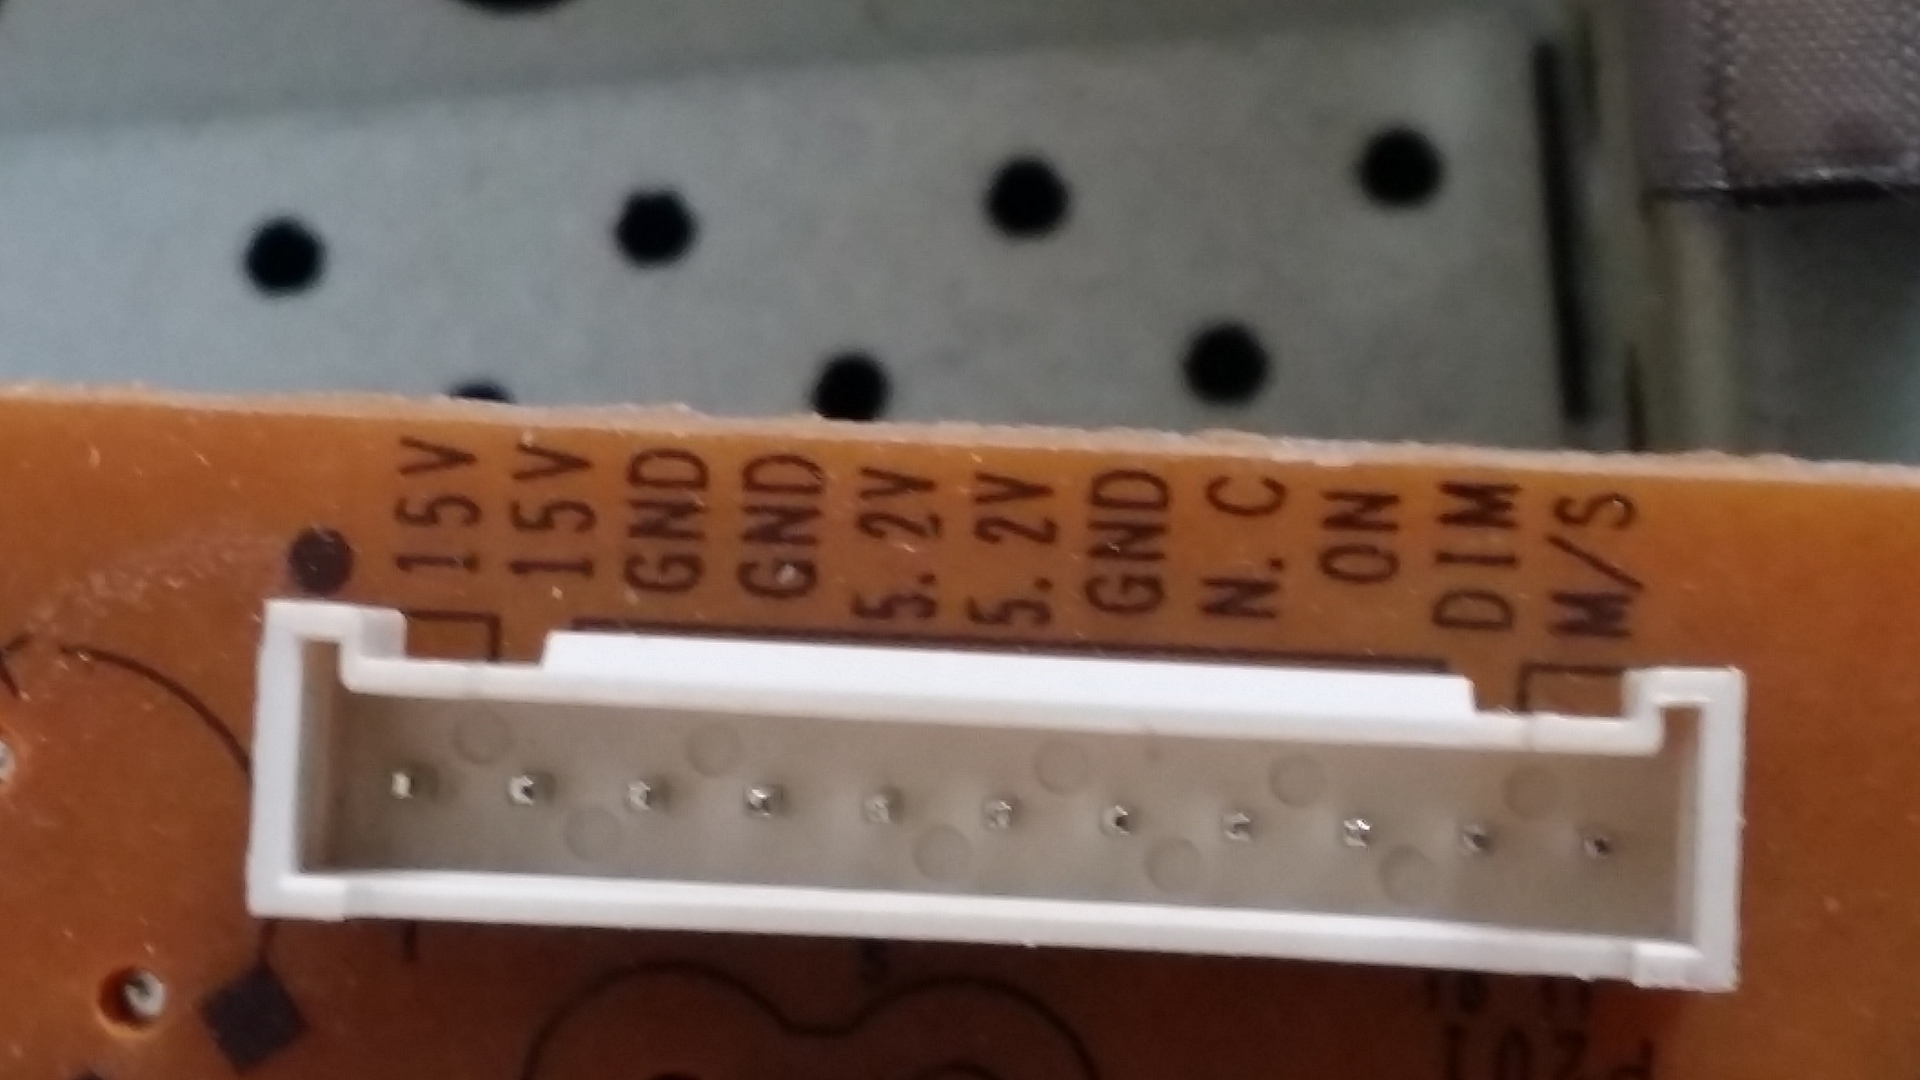 15V
15V
GND
GND
5.2V
5.2V
GND
N.C
ON
DIM
M/S